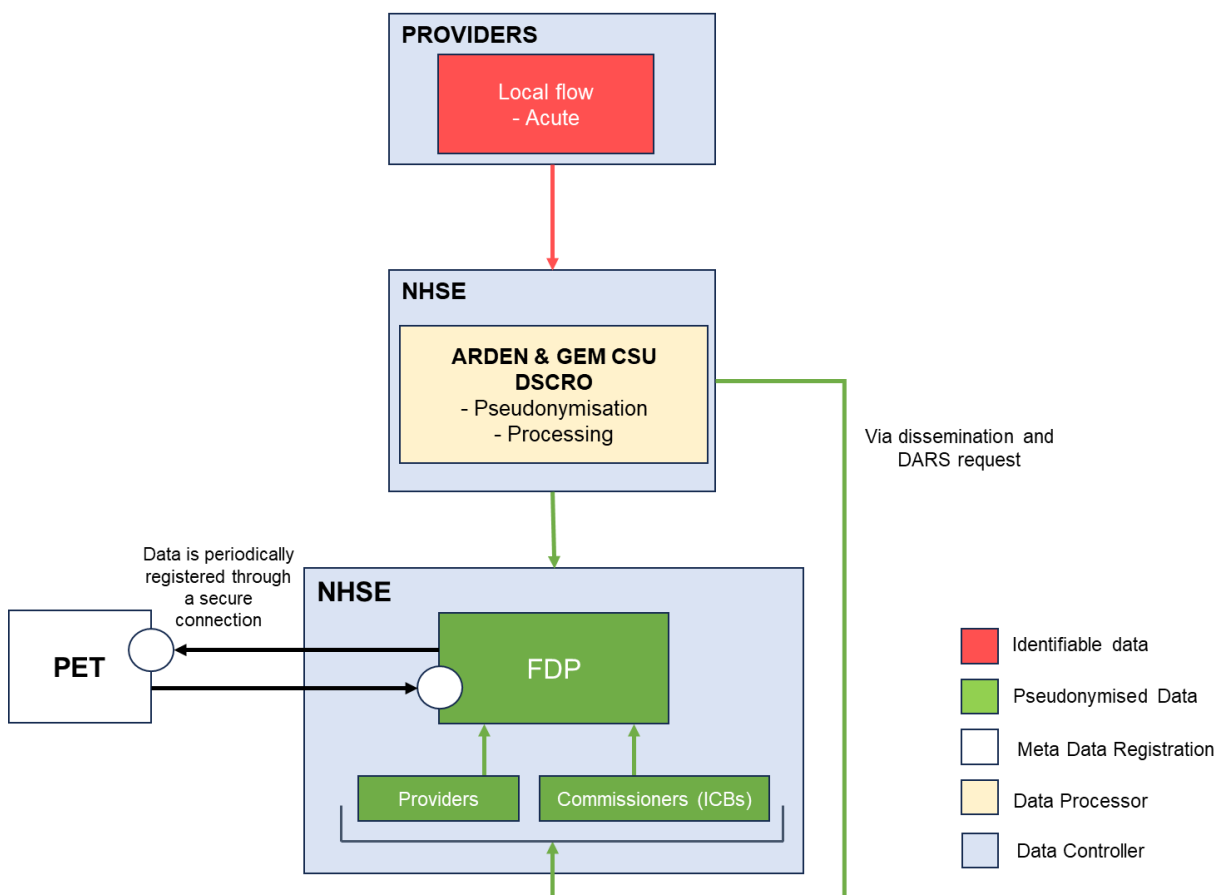 PROVIDERS
Local flow
- Acute
NHSE
ARDEN & GEM CSU
DSCRO
- Pseudonymisation
- Processing
Via dissemination and
DARS request
Data is periodically
registered through
a secure
connection
NHSE
PET
FDP
Providers
Commissioners (ICBs)
Identifiable data
Pseudonymised Data
Meta Data Registration
Data Processor
Data Controller